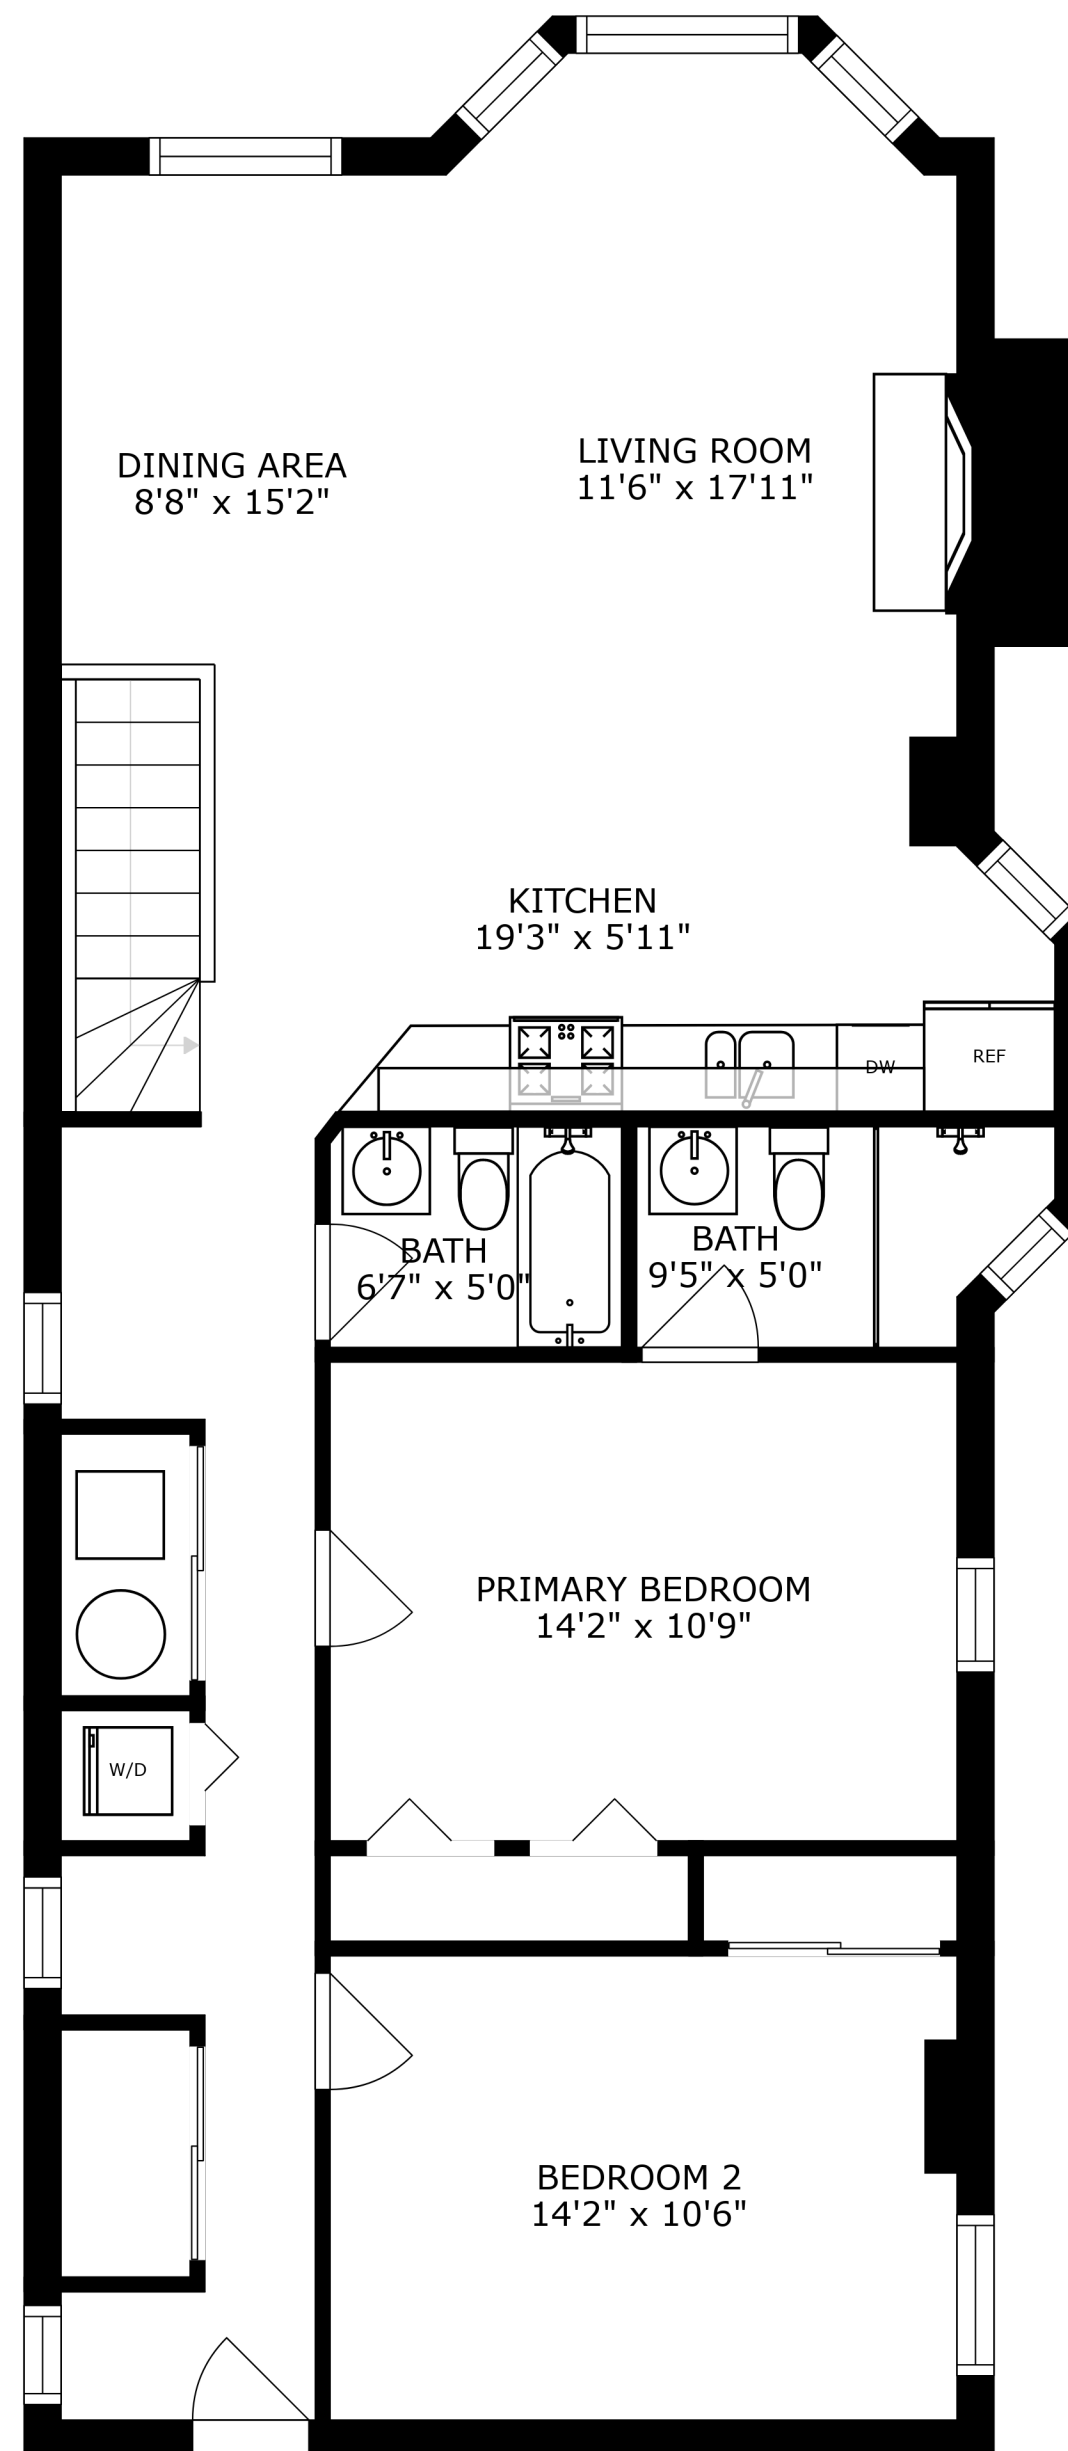 LIVING ROOM
11'6" x 17'11"
DINING AREA
8'8" x 15'2"
KITCHEN
19'3" x 5'11"
REF
DW
BATH
6'7" x 5'0"
BATH
9'5" x 5'0"
PRIMARY BEDROOM
14'2" x 10'9"
W/D
BEDROOM 2
14'2" x 10'6"